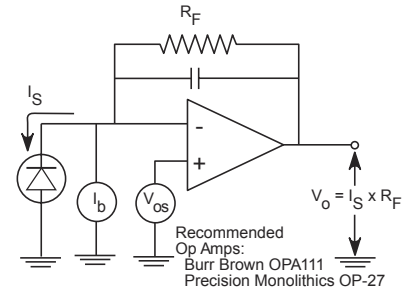 R_F
I_S
-
+
I_b
V_os
V_o = I_S x R_F
Recommended
Op Amps:
Burr Brown OPA111
Precision Monolithics OP-27